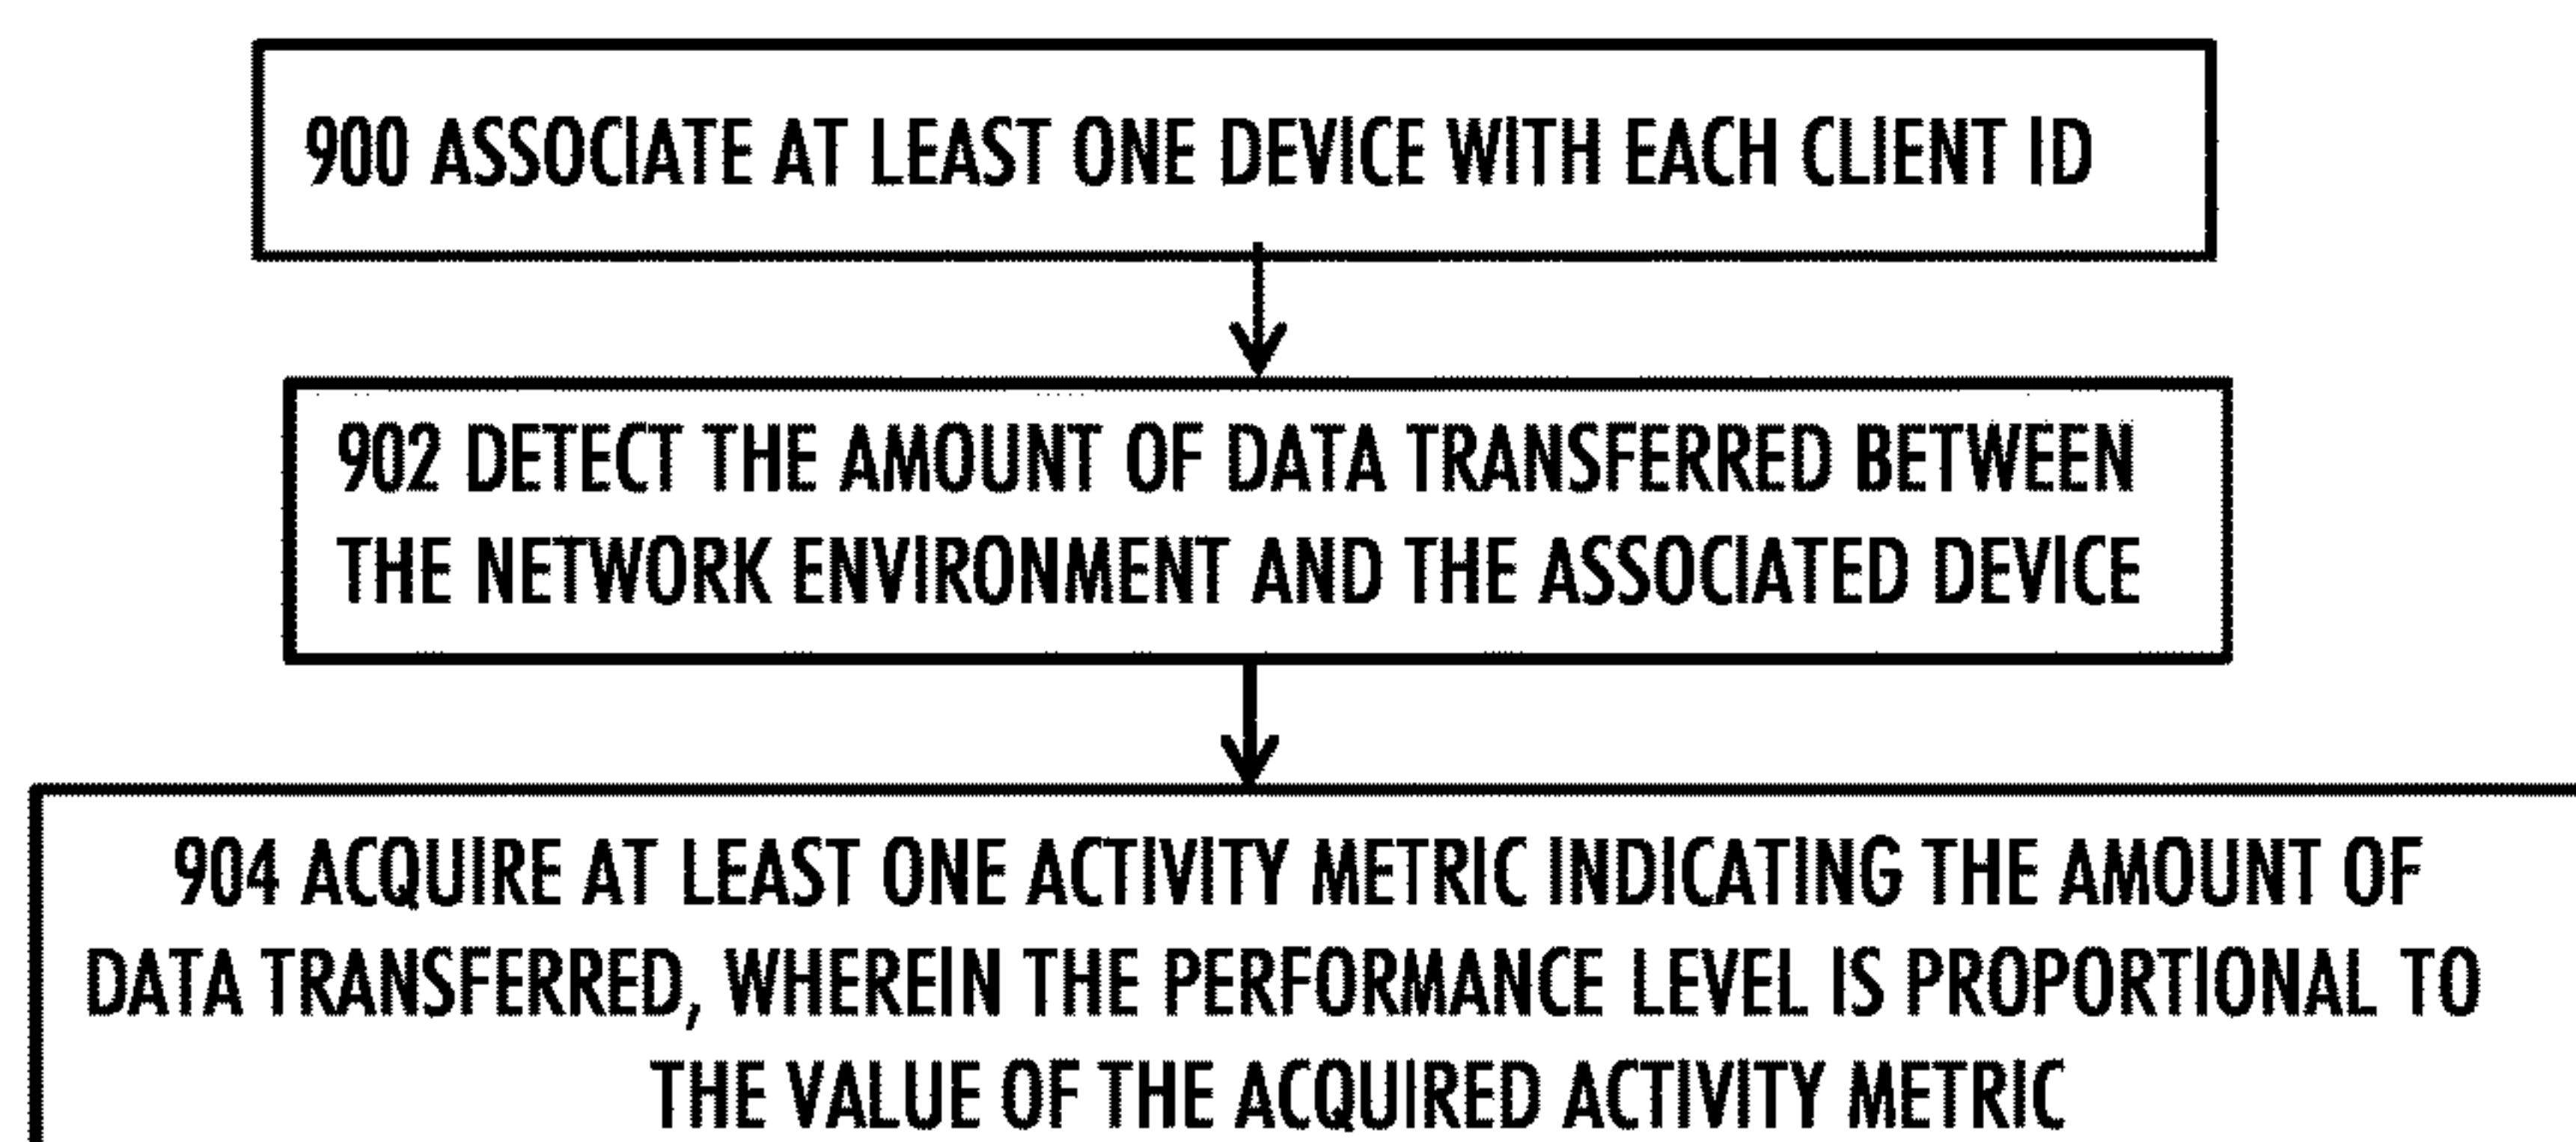 900 ASSOCIATE AT LEAST ONE DEVICE WITH EACH CLIENT ID
902 DETECT THE AMOUNT OF DATA TRANSFERRED BETWEEN
THE NETWORK ENVIRONMENT AND THE ASSOCIATED DEVICE
904 ACQUIRE AT LEAST ONE ACTIVITY METRIC INDICATING THE AMOUNT OF
DATA TRANSFERRED, WHEREIN THE PERFORMANCE LEVEL IS PROPORTIONAL TO
THE VALUE OF THE ACQUIRED ACTIVITY METRIC